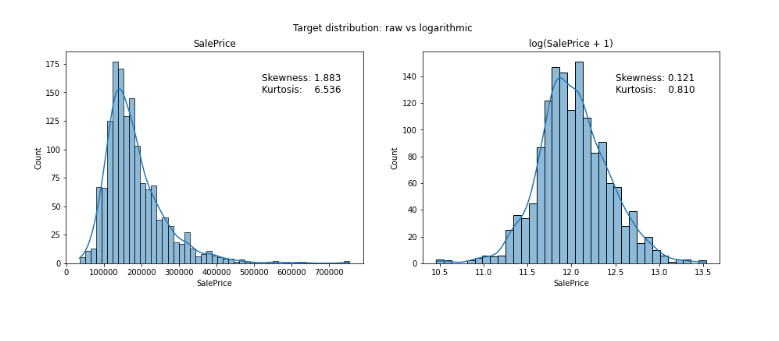 Target distribution: raw vs logarithmic
SalePrice
Skewness: 1.883
Kurtosis: 6.536
Count
175
150
125
100
75
50
25
0
0 100000 200000 300000 400000 500000 600000 700000
SalePrice
log(SalePrice + 1)
Skewness: 0.121
Kurtosis: 0.810
Count
140
120
100
80
60
40
20
0
10.5 11.0 11.5 12.0 12.5 13.0 13.5
SalePrice